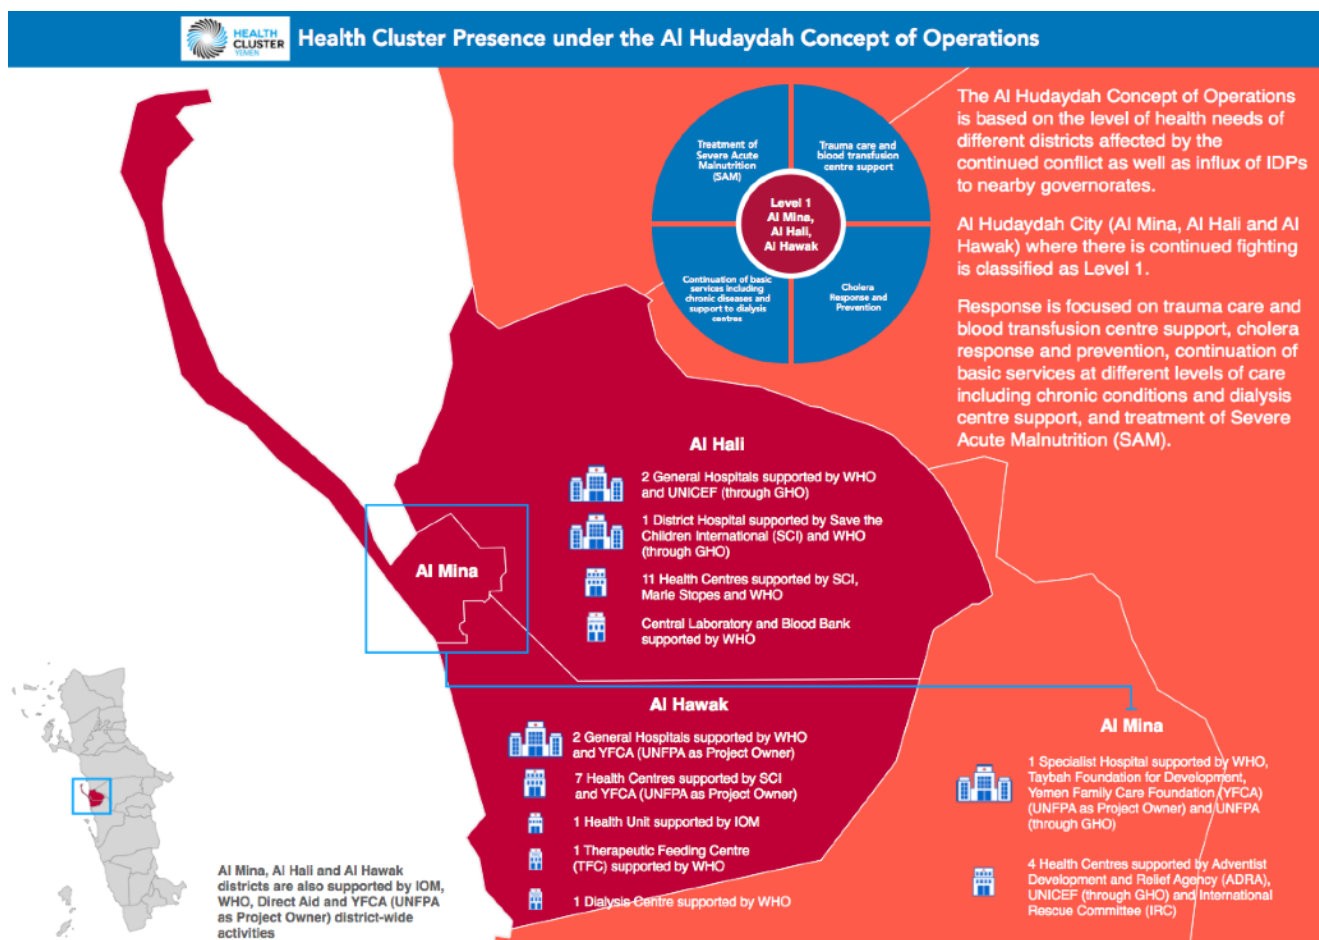 HEALTH
CLUSTER
YEMEN
Health Cluster Presence under the Al Hudaydah Concept of Operations
Treatment of
Severe Acute
Malnutrition
(SAM)
Trauma care and
blood transfusion
centre support
Level 1
Al Mina,
Al Hali,
Al Hawak
Continuation of basic
services including
chronic diseases and
support to dialysis
centres
Cholera
Response and
Prevention
The Al Hudaydah Concept of Operations
is based on the level of health needs of
different districts affected by the
continued conflict as well as influx of IDPs
to nearby governorates.
Al Hudaydah City (Al Mina, Al Hali and Al
Hawak) where there is continued fighting
is classified as Level 1.
Response is focused on trauma care and
blood transfusion centre support, cholera
response and prevention, continuation of
basic services at different levels of care
including chronic conditions and dialysis
centre support, and treatment of Severe
Acute Malnutrition (SAM).
Al Hali
2 General Hospitals supported by WHO
and UNICEF (through GHO)
1 District Hospital supported by Save the
Children International (SCI) and WHO
(through GHO)
11 Health Centres supported by SCI,
Marie Stopes and WHO
Central Laboratory and Blood Bank
supported by WHO
Al Mina
Al Hawak
2 General Hospitals supported by WHO
and YFCA (UNFPA as Project Owner)
7 Health Centres supported by SCI
and YFCA (UNFPA as Project Owner)
1 Health Unit supported by IOM
1 Therapeutic Feeding Centre
(TFC) supported by WHO
1 Dialysis Centre supported by WHO
Al Mina
1 Specialist Hospital supported by WHO,
Taybah Foundation for Development,
Yemen Family Care Foundation (YFCA)
(UNFPA as Project Owner) and UNFPA
(through GHO)
4 Health Centres supported by Adventist
Development and Relief Agency (ADRA),
UNICEF (through GHO) and International
Rescue Committee (IRC)
Al Mina, Al Hali and Al Hawak
districts are also supported by IOM,
WHO, Direct Aid and YFCA (UNFPA
as Project Owner) district-wide
activities